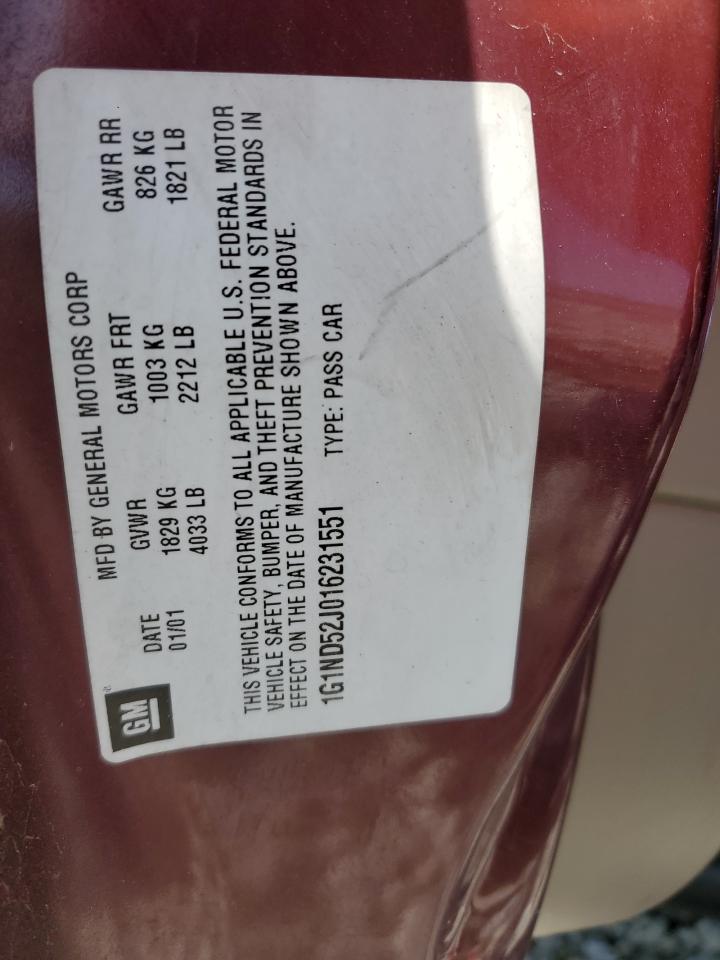 GM
MFD BY GENERAL MOTORS CORP
DATE GVWR GAWR FRT GAWR RR
01/01 1829 KG 1003 KG 826 KG
4033 LB 2212 LB 1821 LB
THIS VEHICLE CONFORMS TO ALL APPLICABLE U.S. FEDERAL MOTOR
VEHICLE SAFETY, BUMPER, AND THEFT PREVENTION STANDARDS IN
EFFECT ON THE DATE OF MANUFACTURE SHOWN ABOVE.
1G1ND52J016231551 TYPE: PASS CAR